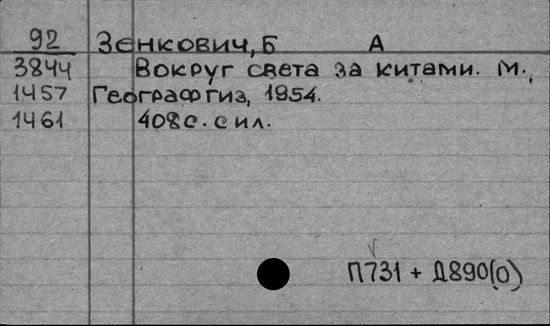 92 Зенкович, Б А
3844 Вокруг света за китами. М.,
1457 Географгиз, 1954.
1461 408 с. с ил.
П731 + Д890(0)